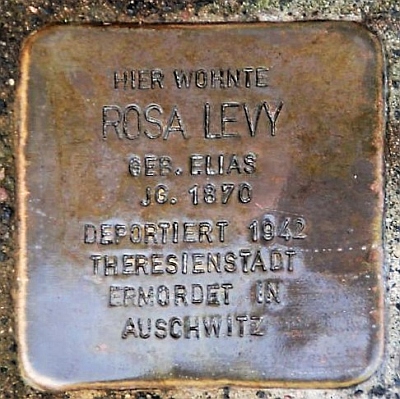 HIER WOHNTE
ROSA LEVY
GEB. ELIAS
JG. 1870
DEPORTIERT 1942
THERESIENSTADT
ERMORDET IN
AUSCHWITZ